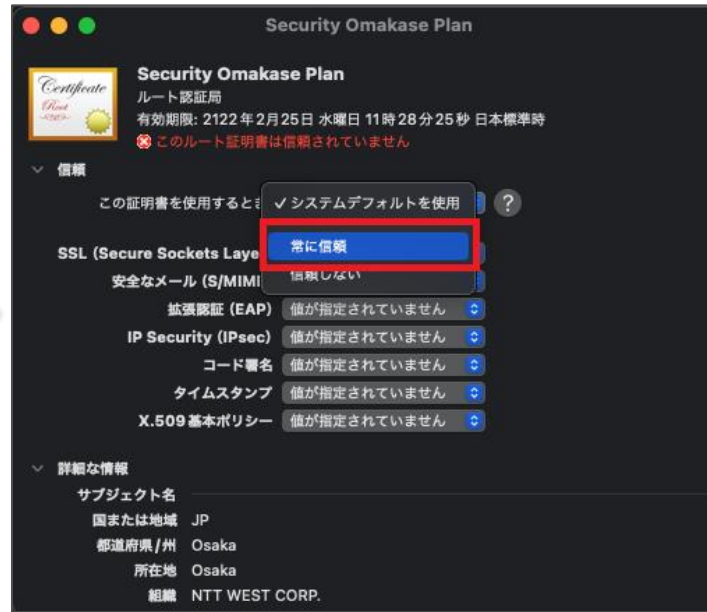 Security Omakase Plan
Certificate
Root
Security Omakase Plan
ルート認証局
有効期限: 2122年2月25日 水曜日 11時28分25秒 日本標準時
このルート証明書は信頼されていません
信頼
この証明書を使用するとき ✓ システムデフォルトを使用 ?
常に信頼
SSL (Secure Sockets Laye
信頼しない
安全なメール (S/MIMI
拡張認証 (EAP) 値が指定されていません
IP Security (IPsec) 値が指定されていません
コード署名 値が指定されていません
タイムスタンプ 値が指定されていません
X.509基本ポリシー 値が指定されていません
詳細な情報
サブジェクト名
国または地域 JP
都道府県/州 Osaka
所在地 Osaka
組織 NTT WEST CORP.